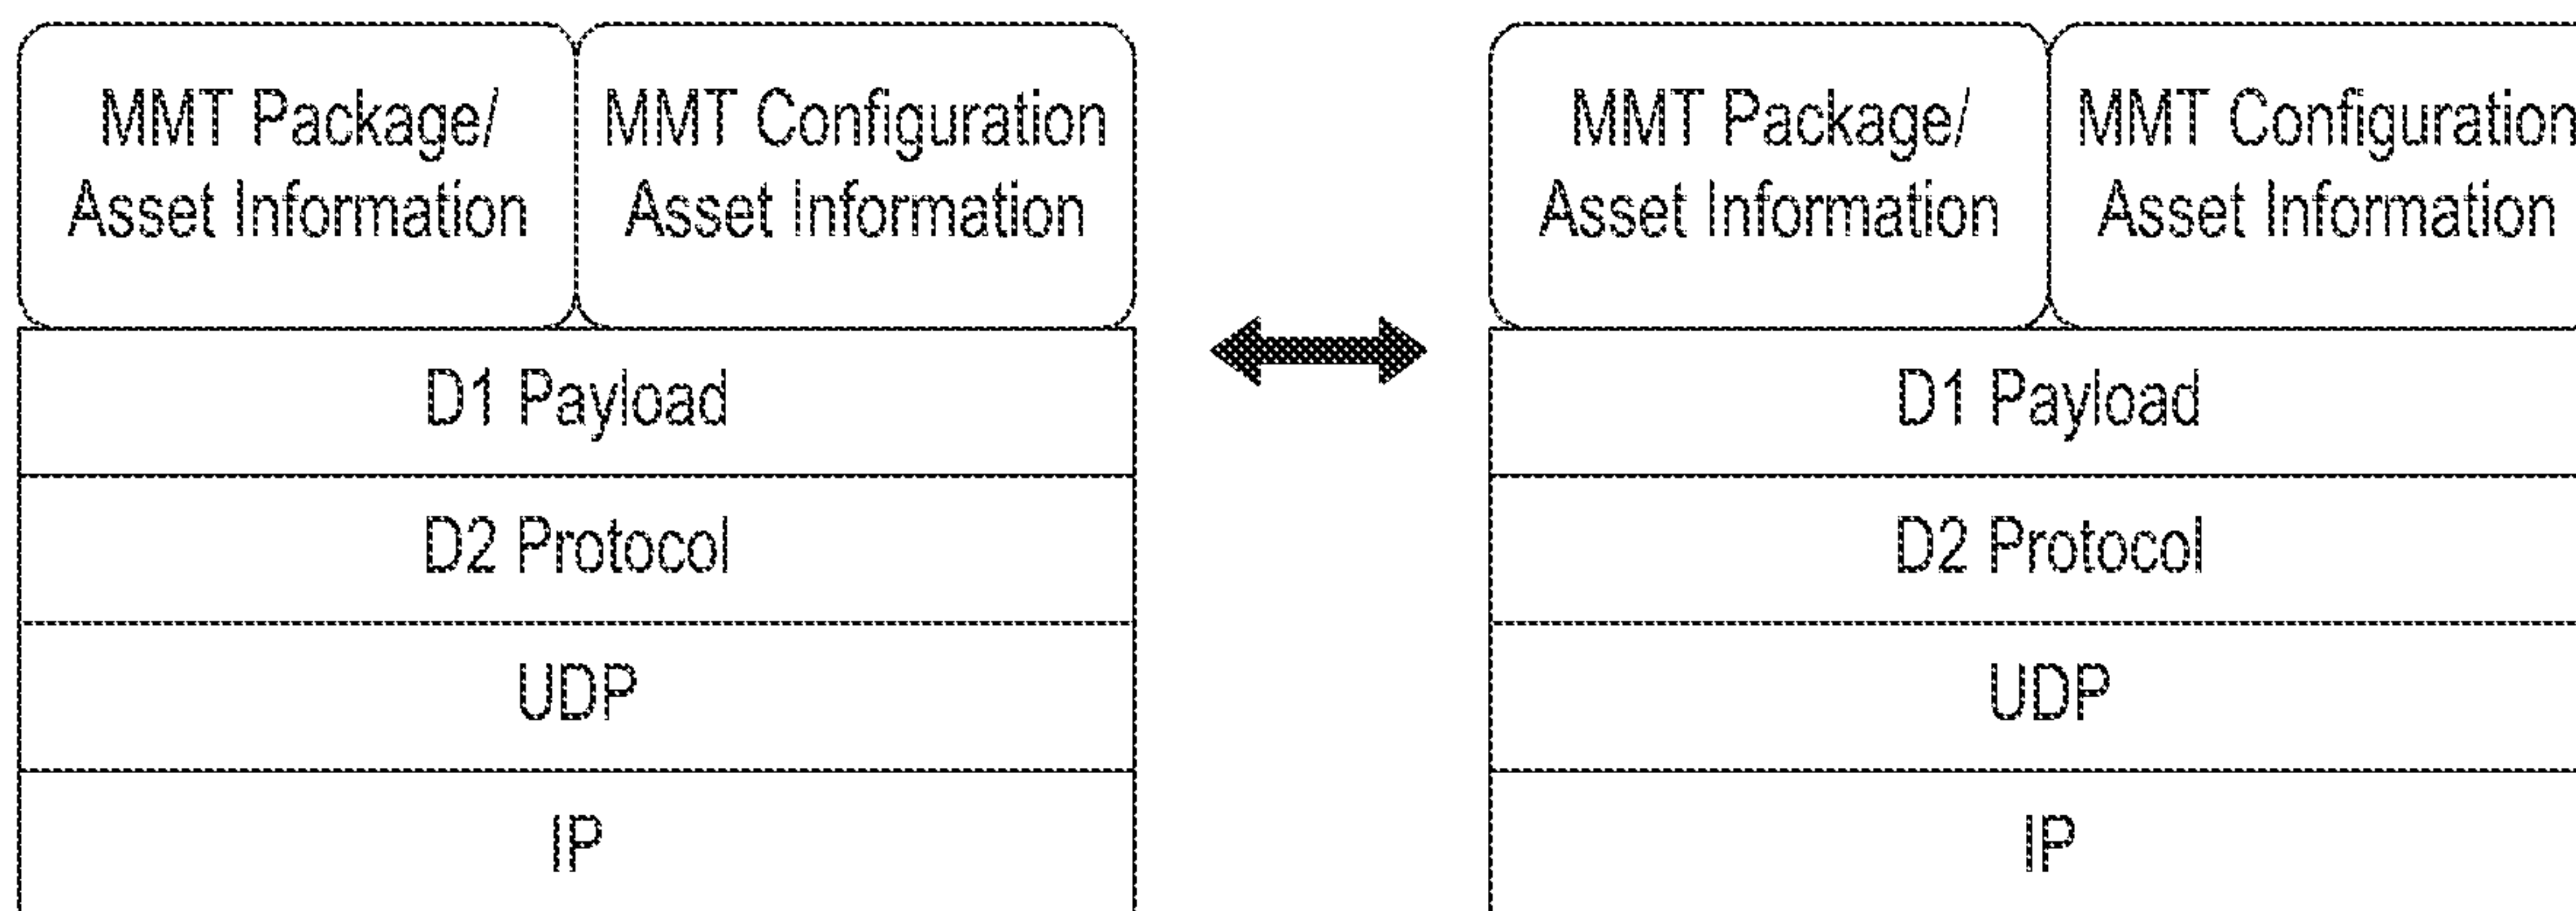 MMT Package/
Asset Information
MMT Configuration
Asset Information
D1 Payload
D2 Protocol
UDP
IP
MMT Package/
Asset Information
MMT Configuration
Asset Information
D1 Payload
D2 Protocol
UDP
IP